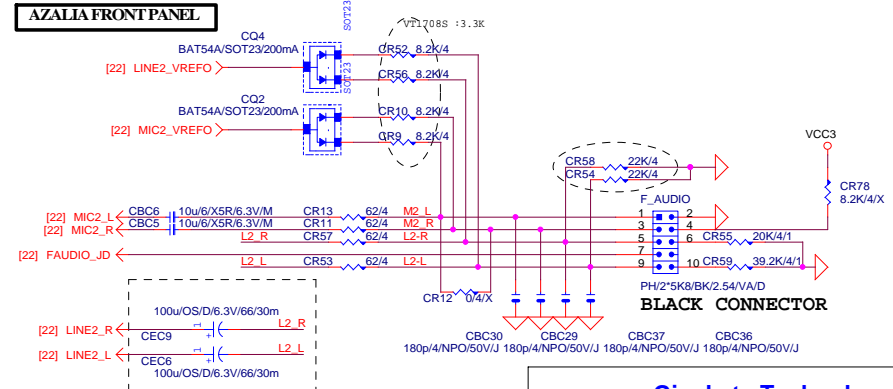 AZALIA FRONT PANEL
SOT23
VT1708S :3.3K
CQ4
BAT54A/SOT23/200mA
CR52 8.2K/4
[22] LINE2_VREFO
SOT23
CR56 8.2K/4
CQ2
BAT54A/SOT23/200mA
CR10 8.2K/4
[22] MIC2_VREFO
CR9 8.2K/4
VCC3
CR58 22K/4
CR54 22K/4
CR78
8.2K/4/X
F_AUDIO
[22] MIC2_L CBC6 10u/6/X5R/6.3V/M CR13 62/4 M2_L 1 2
[22] MIC2_R CBC5 10u/6/X5R/6.3V/M CR11 62/4 M2_R 3 4
L2_R CR57 62/4 L2-R 5 6 CR55 20K/4/1
[22] FAUDIO_JD 7
L2_L CR53 62/4 L2-L 9 10 CR59 39.2K/4/1
PH/2*5K8/BK/2.54/VA/D
CR12 0/4/X
BLACK CONNECTOR
100u/OS/D/6.3V/66/30m
[22] LINE2_R 1 + L2_R
CEC9
CBC30 CBC29 CBC37 CBC36
180p/4/NPO/50V/J 180p/4/NPO/50V/J 180p/4/NPO/50V/J 180p/4/NPO/50V/J
[22] LINE2_L 1 + L2_L
CEC6
100u/OS/D/6.3V/66/30m